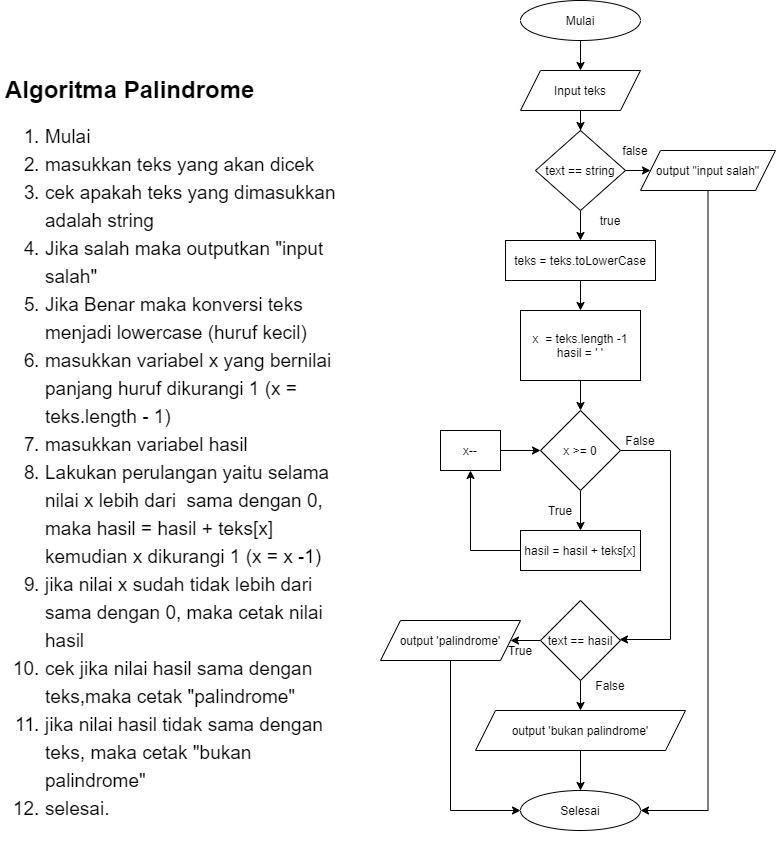 Algoritma Palindrome
1. Mulai
2. masukkan teks yang akan dicek
3. cek apakah teks yang dimasukkan
adalah string
4. Jika salah maka outputkan "input
salah"
5. Jika Benar maka konversi teks
menjadi lowercase (huruf kecil)
6. masukkan variabel x yang bernilai
panjang huruf dikurangi 1 (x =
teks.length - 1)
7. masukkan variabel hasil
8. Lakukan perulangan yaitu selama
nilai x lebih dari  sama dengan 0,
maka hasil = hasil + teks[x]
kemudian x dikurangi 1 (x = x -1)
9. jika nilai x sudah tidak lebih dari
sama dengan 0, maka cetak nilai
hasil
10. cek jika nilai hasil sama dengan
teks,maka cetak "palindrome"
11. jika nilai hasil tidak sama dengan
teks, maka cetak "bukan
palindrome"
12. selesai.
Mulai
Input teks
text == string
false
output "input salah"
true
teks = teks.toLowerCase
x  = teks.length -1
hasil = ' '
x--
x >= 0
False
True
hasil = hasil + teks[x]
output 'palindrome'
True
text == hasil
False
output 'bukan palindrome'
Selesai